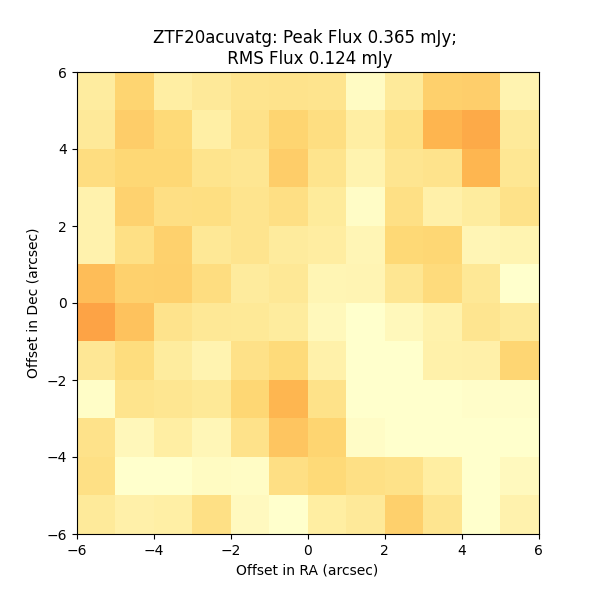 ZTF20acuvatg: Peak Flux 0.365 mJy;
RMS Flux 0.124 mJy
6
4
2
0
−2
−4
−6
Offset in Dec (arcsec)
−6 −4 −2 0 2 4 6
Offset in RA (arcsec)